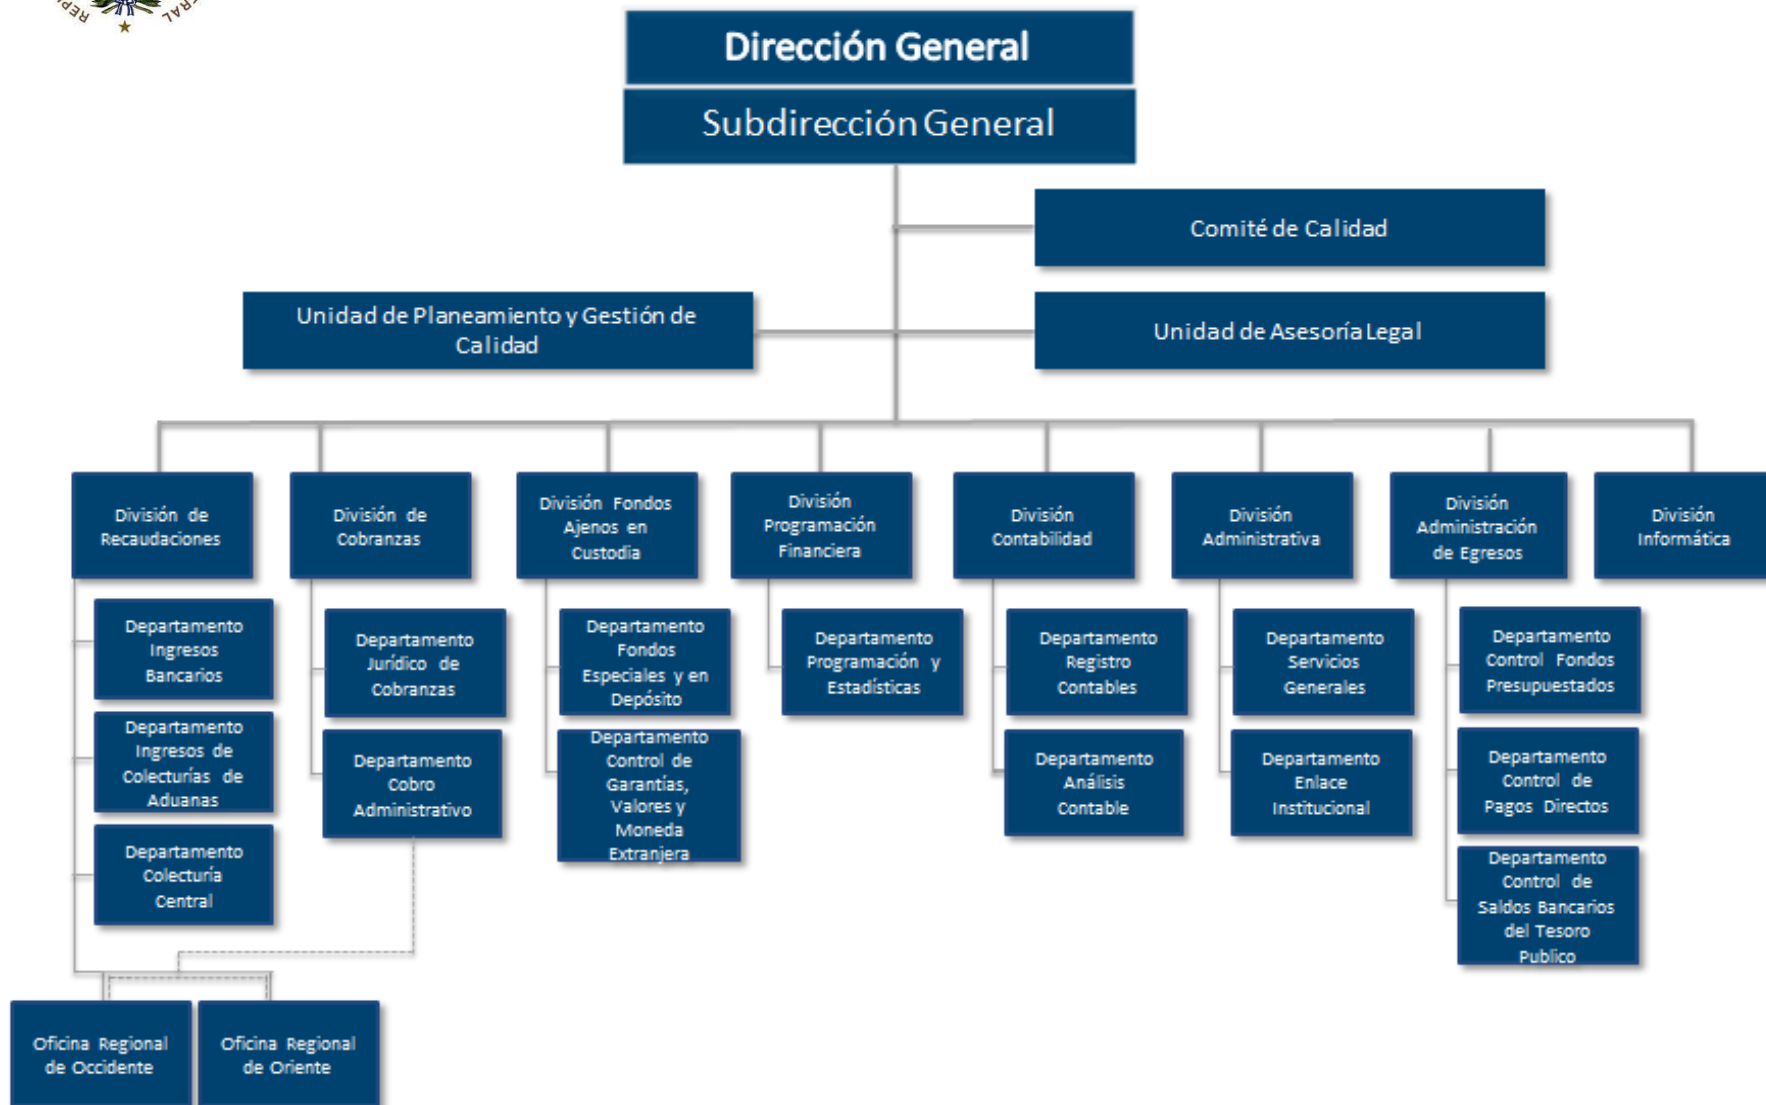 REPÚ
ERAL
Dirección General
Subdirección General
Comité de Calidad
Unidad de Planeamiento y Gestión de
Calidad
Unidad de Asesoría Legal
División de
Recaudaciones
División de
Cobranzas
División Fondos
Ajenos en
Custodia
División
Programación
Financiera
División
Contabilidad
División
Administrativa
División
Administración
de Egresos
División
Informática
Departamento
Ingresos
Bancarios
Departamento
Ingresos de
Colecturías de
Aduanas
Departamento
Colecturía
Central
Departamento
Jurídico de
Cobranzas
Departamento
Cobro
Administrativo
Departamento
Fondos
Especiales y en
Depósito
Departamento
Control de
Garantías,
Valores y
Moneda
Extranjera
Departamento
Programación y
Estadísticas
Departamento
Registro
Contables
Departamento
Análisis
Contable
Departamento
Servicios
Generales
Departamento
Enlace
Institucional
Departamento
Control Fondos
Presupuestados
Departamento
Control de
Pagos Directos
Departamento
Control de
Saldos Bancarios
del Tesoro
Publico
Oficina Regional
de Occidente
Oficina Regional
de Oriente